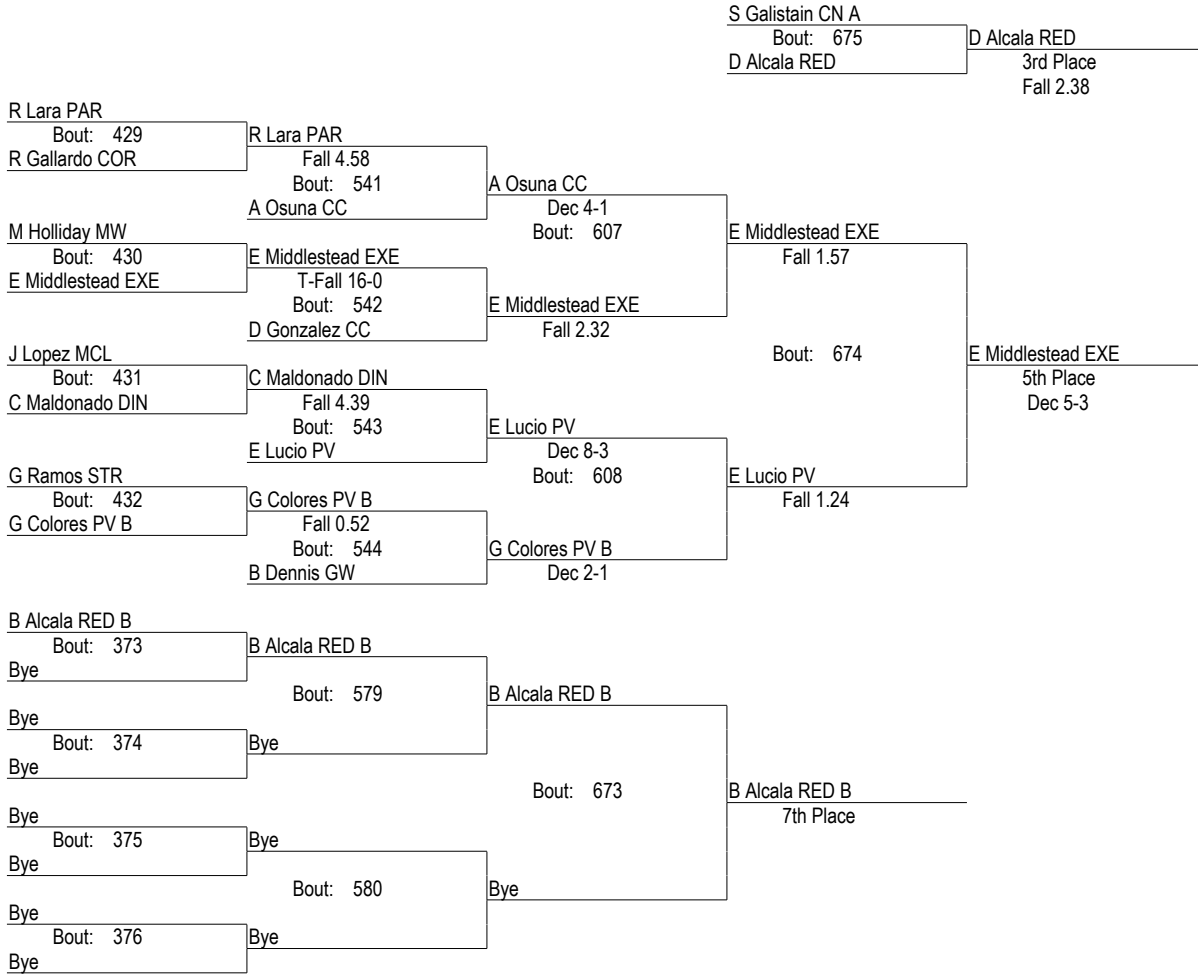 S Galistain CN A
Bout: 675
D Alcala RED
D Alcala RED
3rd Place
Fall 2.38
R Lara PAR
Bout: 429
R Gallardo COR
R Lara PAR
Fall 4.58
Bout: 541
A Osuna CC
A Osuna CC
Dec 4-1
Bout: 607
M Holliday MW
Bout: 430
E Middlestead EXE
E Middlestead EXE
T-Fall 16-0
Bout: 542
D Gonzalez CC
E Middlestead EXE
Fall 2.32
E Middlestead EXE
Fall 1.57
Bout: 674
E Middlestead EXE
5th Place
Dec 5-3
J Lopez MCL
Bout: 431
C Maldonado DIN
C Maldonado DIN
Fall 4.39
Bout: 543
E Lucio PV
E Lucio PV
Dec 8-3
Bout: 608
E Lucio PV
Fall 1.24
G Ramos STR
Bout: 432
G Colores PV B
G Colores PV B
Fall 0.52
Bout: 544
B Dennis GW
G Colores PV B
Dec 2-1
B Alcala RED B
Bout: 373
Bye
B Alcala RED B
Bout: 579
B Alcala RED B
Bye
Bout: 374
Bye
Bye
Bout: 673
B Alcala RED B
7th Place
Bye
Bout: 375
Bye
Bye
Bout: 580
Bye
Bye
Bout: 376
Bye
Bye